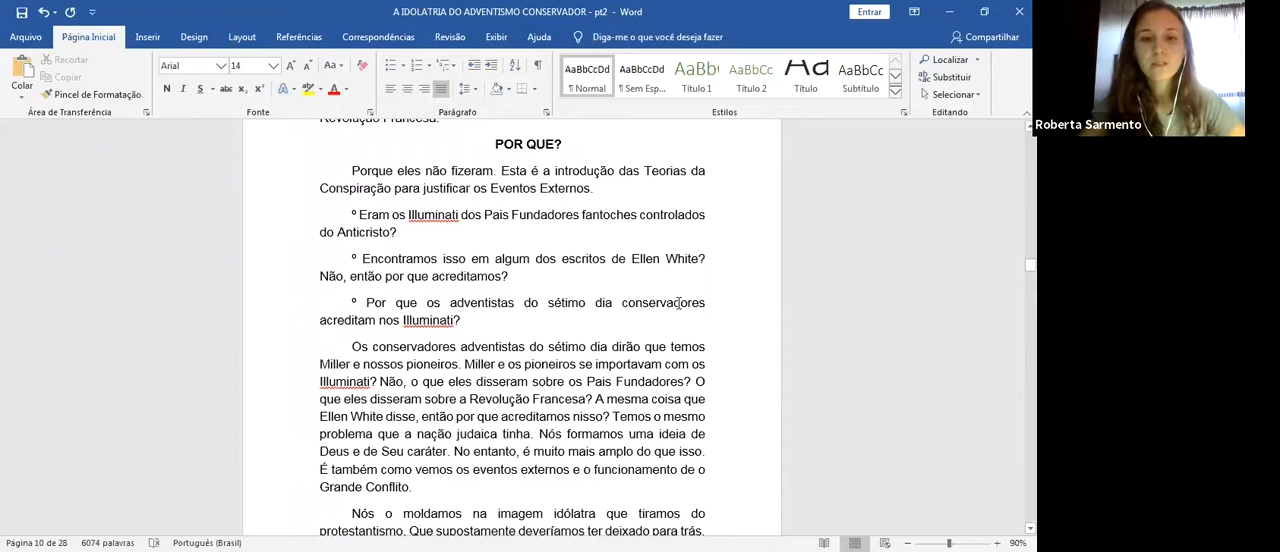 A IDOLATRIA DO ADVENTISMO CONSERVADOR - pt2 - Word
Entrar
Arquivo Página Inicial Inserir Design Layout Referências Correspondências Revisão Exibir Ajuda Diga-me o que você deseja fazer Compartilhar
Colar
Recortar
Copiar
Pincel de Formatação
Área de Transferência
Arial 14
N I S abc x₂ x²
Fonte
Parágrafo
AaBbCcDd AaBbCcDd AaBbC AaBbCc AaB AaBbCc
¶ Normal ¶ Sem Esp... Título 1 Título 2 Título Subtítulo
Estilos
Localizar
Substituir
Selecionar
Editando
Roberta Sarmento
Revolução Francesa.
POR QUE?
Porque eles não fizeram. Esta é a introdução das Teorias da
Conspiração para justificar os Eventos Externos.
º Eram os Illuminati dos Pais Fundadores fantoches controlados
do Anticristo?
º Encontramos isso em algum dos escritos de Ellen White?
Não, então por que acreditamos?
º Por que os adventistas do sétimo dia conservadores
acreditam nos Illuminati?
Os conservadores adventistas do sétimo dia dirão que temos
Miller e nossos pioneiros. Miller e os pioneiros se importavam com os
Illuminati? Não, o que eles disseram sobre os Pais Fundadores? O
que eles disseram sobre a Revolução Francesa? A mesma coisa que
Ellen White disse, então por que acreditamos nisso? Temos o mesmo
problema que a nação judaica tinha. Nós formamos uma ideia de
Deus e de Seu caráter. No entanto, é muito mais amplo do que isso.
É também como vemos os eventos externos e o funcionamento de o
Grande Conflito.
Nós o moldamos na imagem idólatra que tiramos do
protestantismo. Que supostamente deveríamos ter deixado para trás.
Página 10 de 28 6074 palavras Português (Brasil) 90%